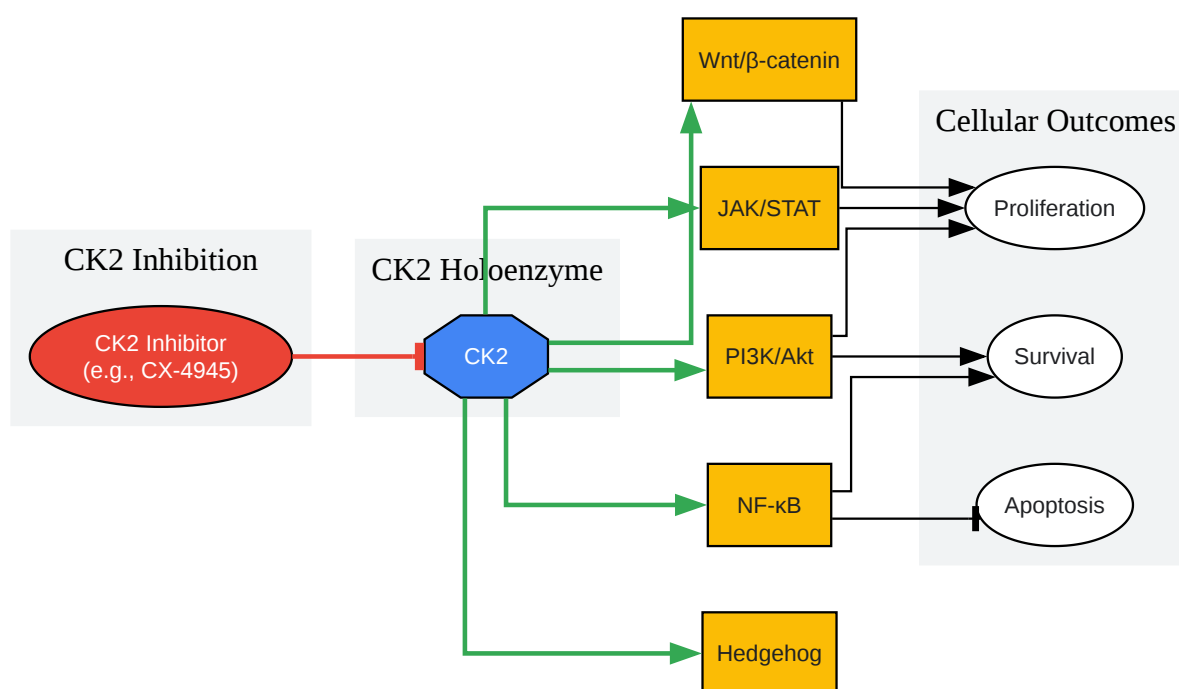 Wnt/β-catenin
Cellular Outcomes
JAK/STAT
Proliferation
CK2 Inhibition
CK2 Holoenzyme
CK2 Inhibitor
(e.g., CX-4945)
CK2
PI3K/Akt
Survival
NF-κB
Apoptosis
Hedgehog